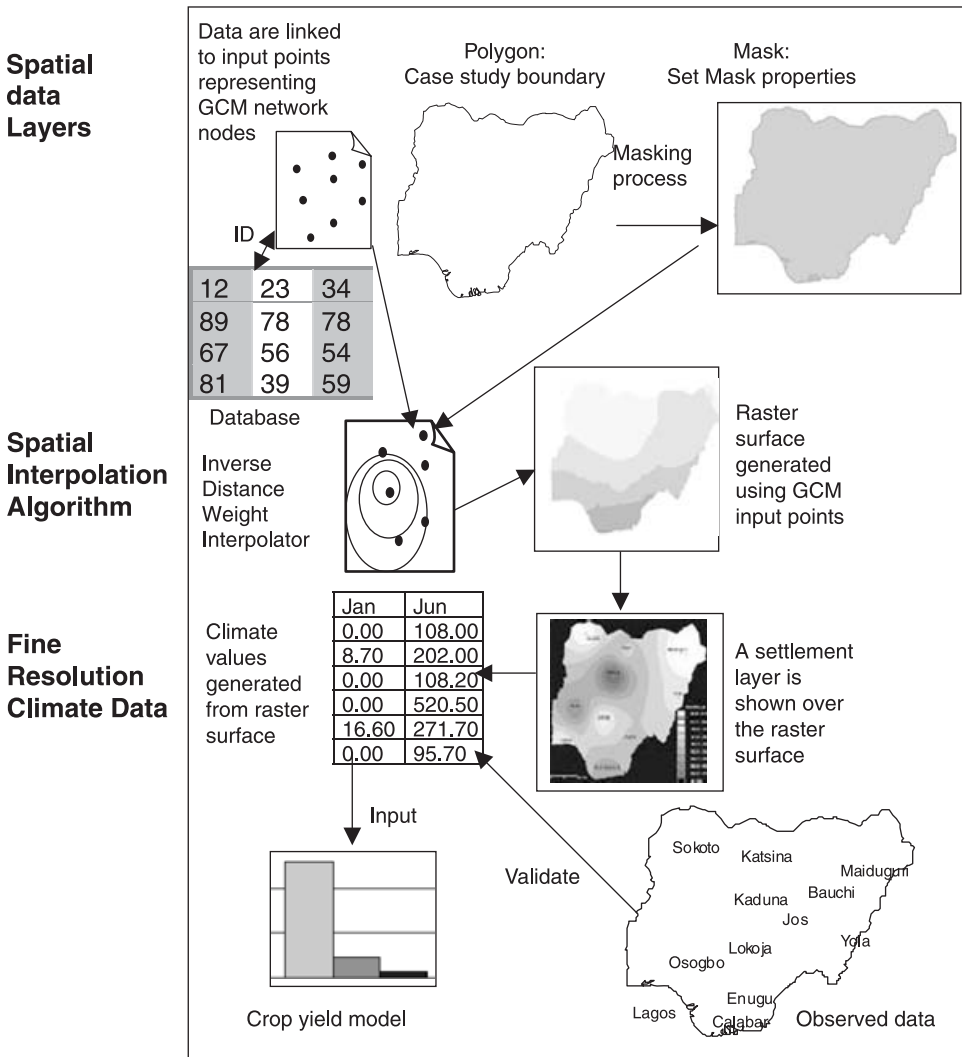 Spatial
data
Layers
Data are linked
to input points
representing
GCM network
nodes
Polygon:
Case study boundary
Mask:
Set Mask properties
Masking
process
ID
12 23 34
89 78 78
67 56 54
81 39 59
Database
Spatial
Interpolation
Algorithm
Inverse
Distance
Weight
Interpolator
Raster
surface
generated
using GCM
input points
Fine
Resolution
Climate Data
Climate
values
generated
from raster
surface
Jan Jun
0.00 108.00
8.70 202.00
0.00 108.20
0.00 520.50
16.60 271.70
0.00 95.70
A settlement
layer is
shown over
the raster
surface
Input
Validate
Crop yield model
Sokoto
Katsina
Maiduguri
Bauchi
Kaduna
Jos
Yola
Lokoja
Osogbo
Enugu
Lagos
Calabar
Observed data